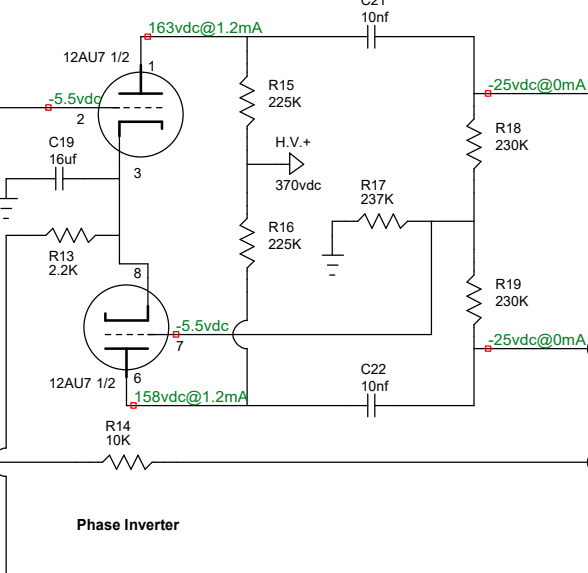 C21
10nf
163vdc@1.2mA
12AU7 1/2
1
-5.5vdc
2
3
C19
16uf
R15
225K
H.V.+
370vdc
-25vdc@0mA
R18
230K
R17
237K
R13
2.2K
R16
225K
8
-5.5vdc
7
R19
230K
-25vdc@0mA
12AU7 1/2
6
158vdc@1.2mA
C22
10nf
R14
10K
Phase Inverter